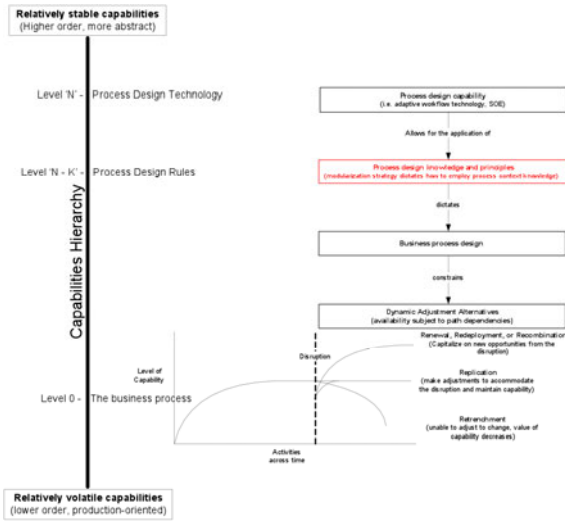 Relatively stable capabilities
(Higher order, more abstract)
Level 'N' - Process Design Technology
Process design capability
(i.e. adaptive workflow technology, SOE)
Allows for the application of
Level 'N - K' - Process Design Rules
Process design knowledge and principles
(modularization strategy dictates how to employ process context-knowledge)
dictates
Capabilities Hierarchy
Business process design
constrains
Dynamic Adjustment Alternatives
(availability subject to path dependencies)
Renewal, Redeployment, or Recombination
(Capitalize on new opportunities from the
disruption)
Disruption
Level of
Capability
Replication
(make adjustments to accommodate
the disruption and maintain capability)
Level 0 - The business process
Retrenchment
(unable to adjust to change, value of
capability decreases)
Activities
across time
Relatively volatile capabilities
(lower order, production-oriented)